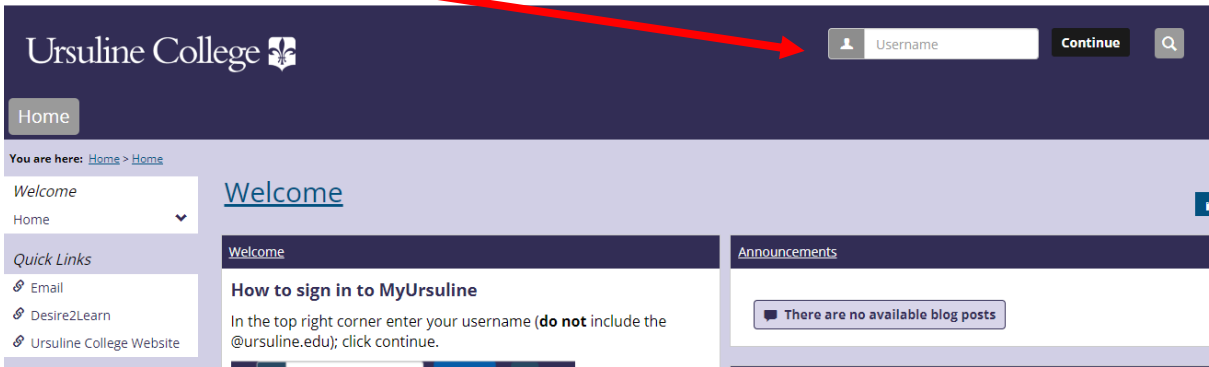 Ursuline College
Username
Continue
Home
You are here: Home > Home
Welcome
Home
Quick Links
Email
Desire2Learn
Ursuline College Website
Welcome
Welcome
How to sign in to MyUrsuline
In the top right corner enter your username (do not include the
@ursuline.edu); click continue.
Announcements
There are no available blog posts